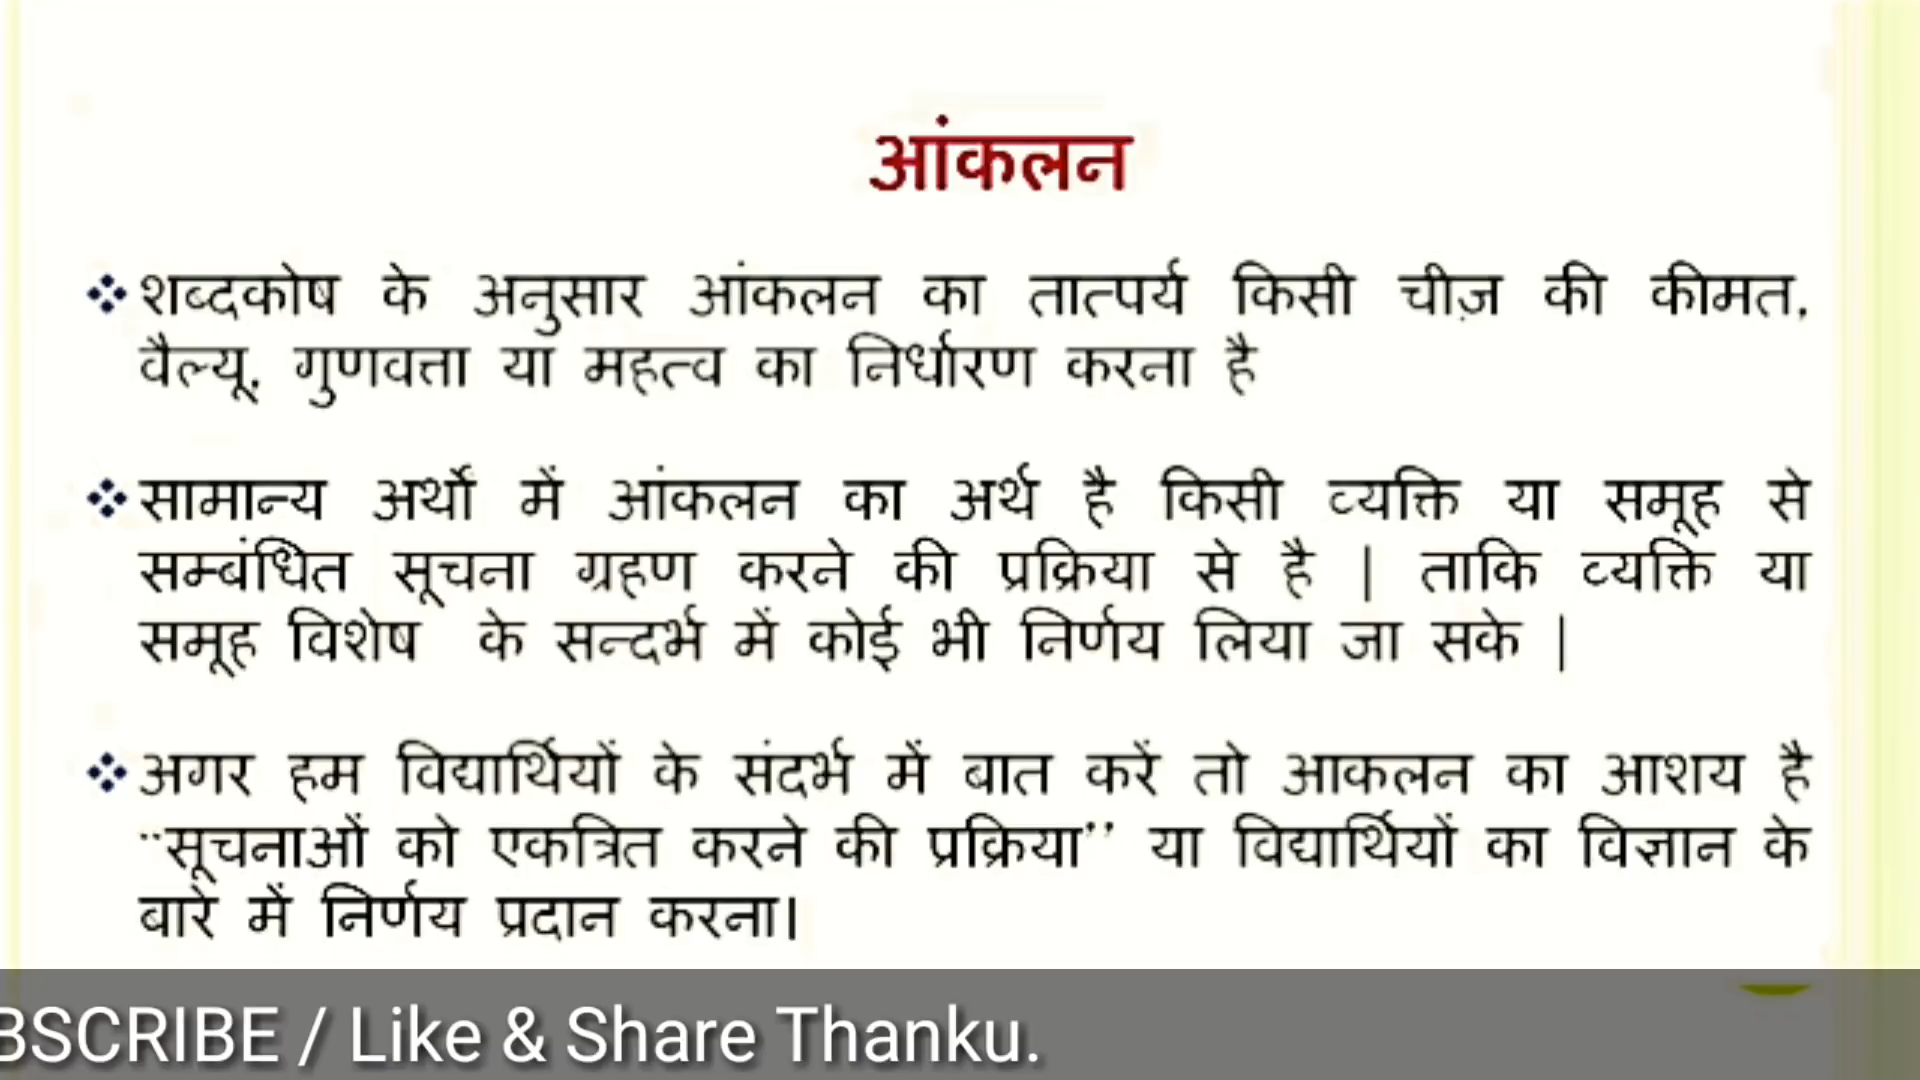 आंकलन
❖शब्दकोष के अनुसार आंकलन का तात्पर्य किसी चीज़ की कीमत,
वैल्यू, गुणवत्ता या महत्व का निर्धारण करना है
❖सामान्य अर्थो में आंकलन का अर्थ है किसी व्यक्ति या समूह से
सम्बंधित सूचना ग्रहण करने की प्रक्रिया से है | ताकि व्यक्ति या
समूह विशेष के सन्दर्भ में कोई भी निर्णय लिया जा सके |
❖अगर हम विद्यार्थियों के संदर्भ में बात करें तो आकलन का आशय है
¨सूचनाओं को एकत्रित करने की प्रक्रिया’’ या विद्यार्थियों का विज्ञान के
बारे में निर्णय प्रदान करना।
BSCRIBE / Like & Share Thanku.